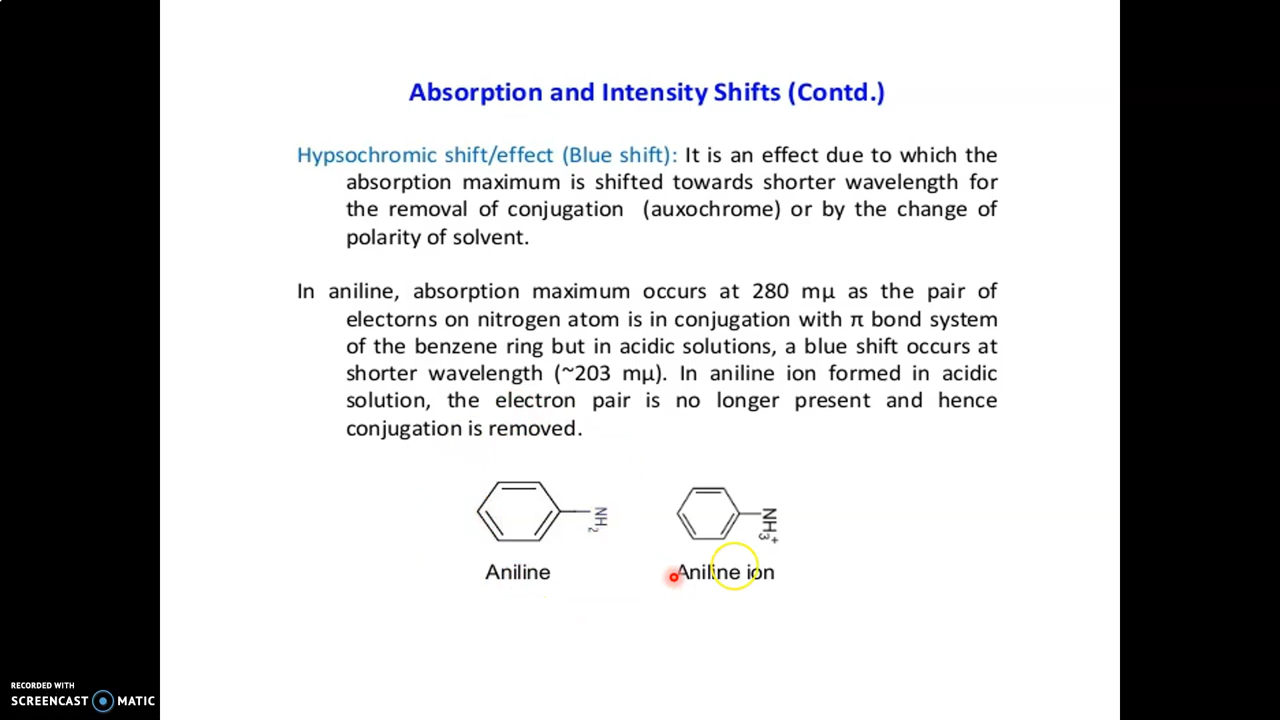 Absorption and Intensity Shifts (Contd.)
Hypsochromic shift/effect (Blue shift): It is an effect due to which the
absorption maximum is shifted towards shorter wavelength for
the removal of conjugation (auxochrome) or by the change of
polarity of solvent.
In aniline, absorption maximum occurs at 280 mμ as the pair of
electorns on nitrogen atom is in conjugation with π bond system
of the benzene ring but in acidic solutions, a blue shift occurs at
shorter wavelength (~203 mμ). In aniline ion formed in acidic
solution, the electron pair is no longer present and hence
conjugation is removed.
NH2
NH3+
Aniline
Aniline ion
RECORDED WITH
SCREENCAST MATIC